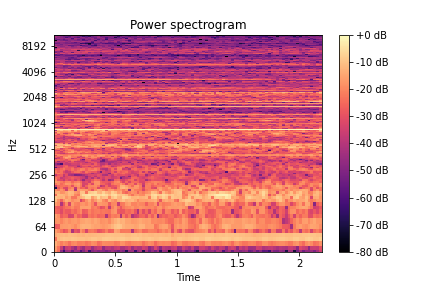 Power spectrogram
Hz
8192
4096
2048
1024
512
256
128
64
0
0 0.5 1 1.5 2
Time
+0 dB
-10 dB
-20 dB
-30 dB
-40 dB
-50 dB
-60 dB
-70 dB
-80 dB